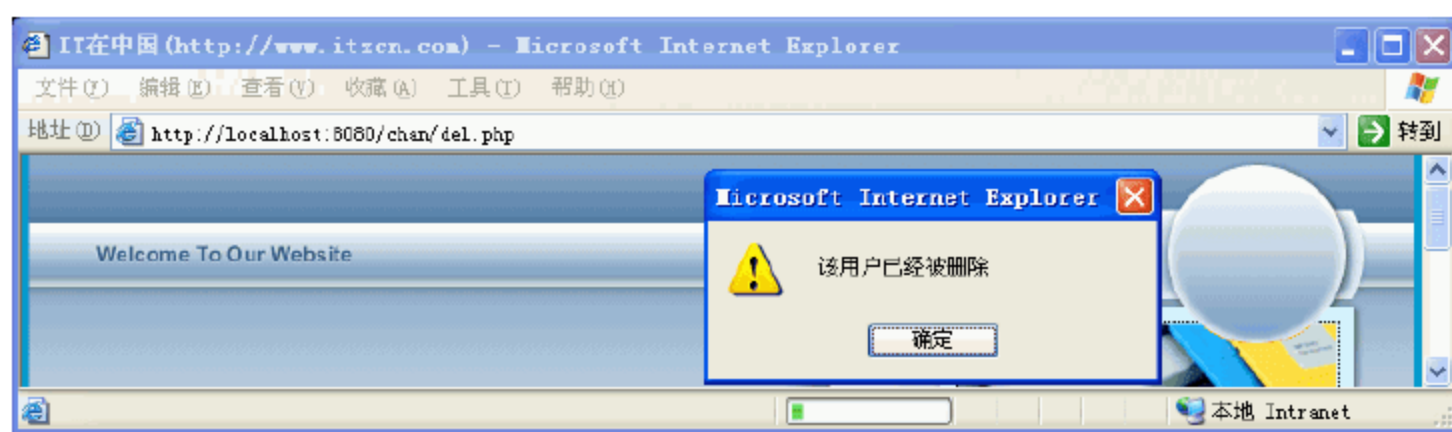 IT在中国(http://www.itzcn.com) - Microsoft Internet Explorer
文件(F) 编辑(E) 查看(V) 收藏(A) 工具(T) 帮助(H)
地址(D) http://localhost:8080/chan/del.php 转到
Microsoft Internet Explorer
Welcome To Our Website
该用户已经被删除
确定
本地 Intranet